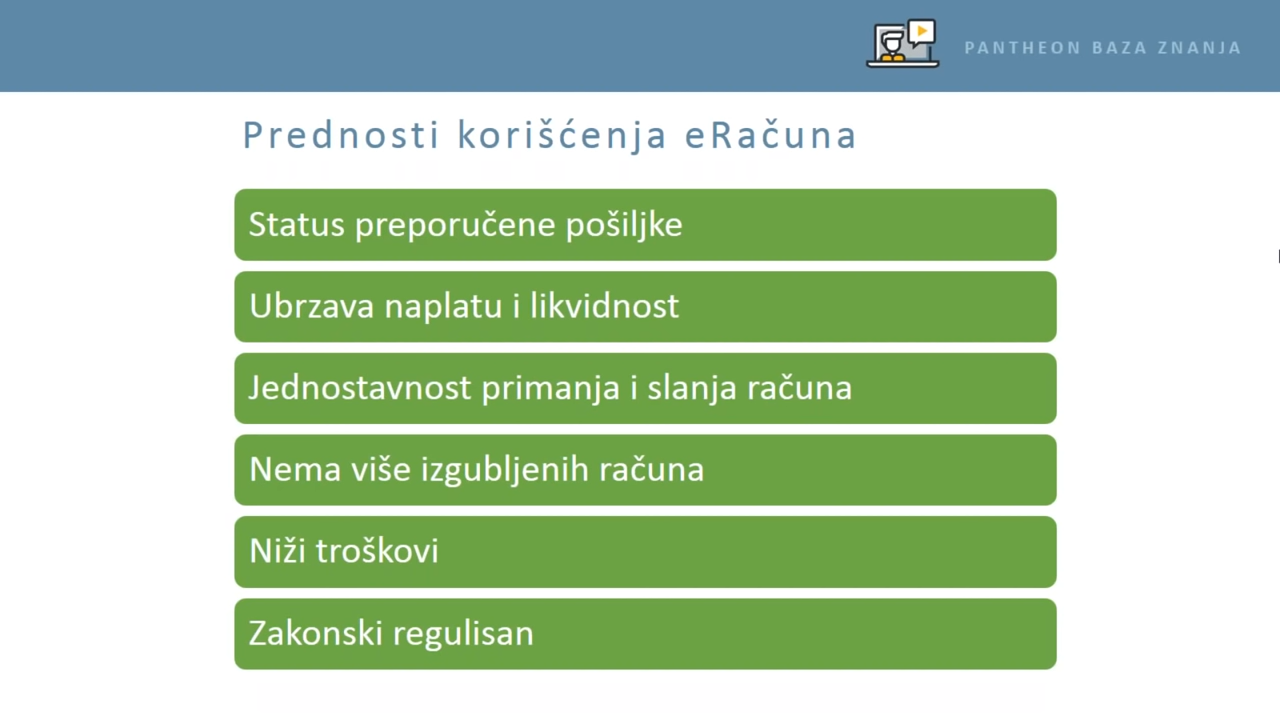 PANTHEON BAZA ZNANJA
Prednosti korišćenja eRačuna
Status preporučene pošiljke
Ubrzava naplatu i likvidnost
Jednostavnost primanja i slanja računa
Nema više izgubljenih računa
Niži troškovi
Zakonski regulisan